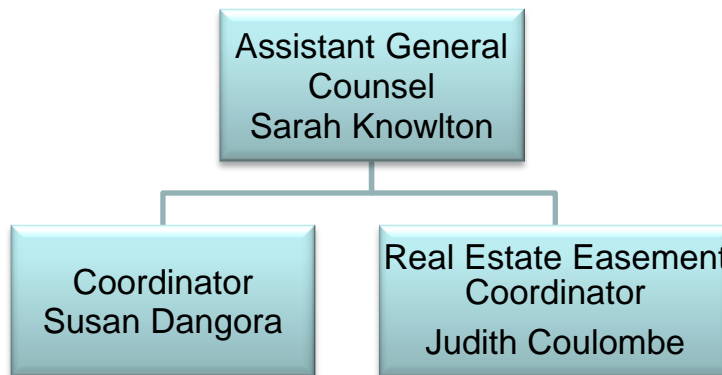 Assistant General
Counsel
Sarah Knowlton
Coordinator
Susan Dangora
Real Estate Easement
Coordinator
Judith Coulombe